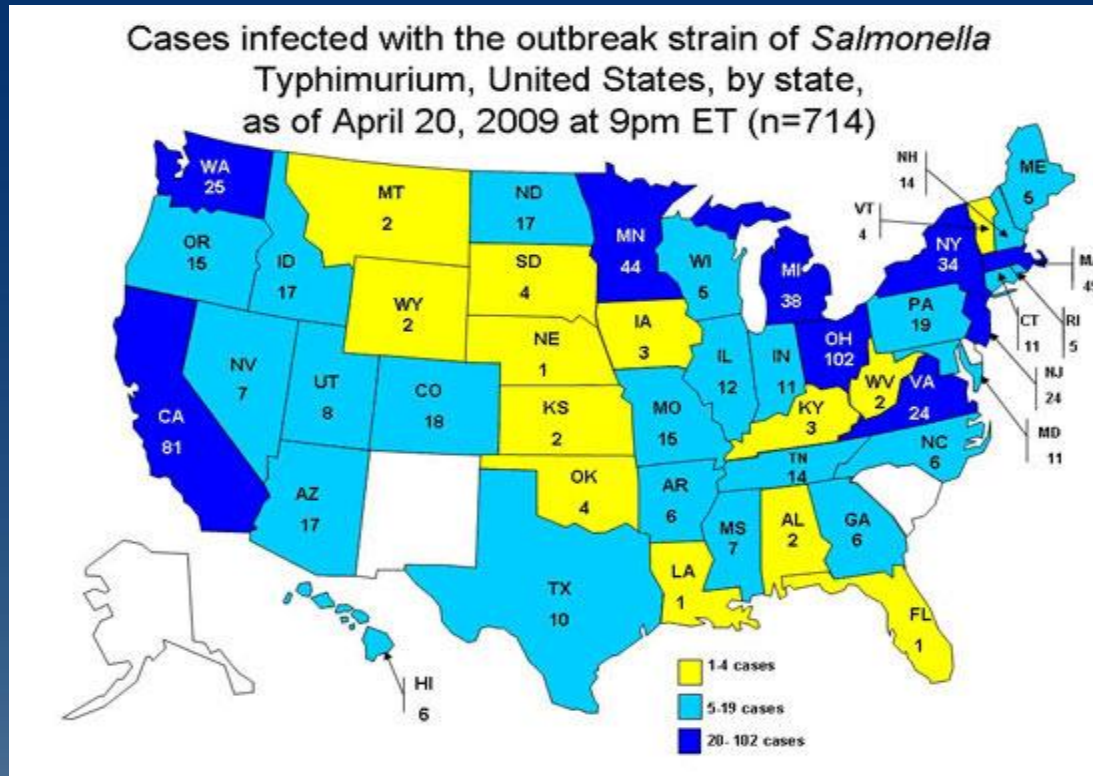 Cases infected with the outbreak strain of Salmonella
Typhimurium, United States, by state,
as of April 20, 2009 at 9pm ET (n=714)
WA
25
OR
15
CA
81
ID
17
NV
7
MT
2
WY
2
UT
8
AZ
17
CO
18
ND
17
SD
4
NE
1
KS
2
OK
4
TX
10
MN
44
IA
3
MO
15
AR
6
LA
1
WI
5
IL
12
MI
38
IN
11
OH
102
KY
3
TN
14
MS
7
AL
2
GA
6
FL
1
WV
2
VA
24
NC
6
PA
19
NY
34
VT
4
NH
14
ME
5
CT
11
RI
5
NJ
24
MD
11
HI
6
1-4 cases
5-19 cases
20-102 cases